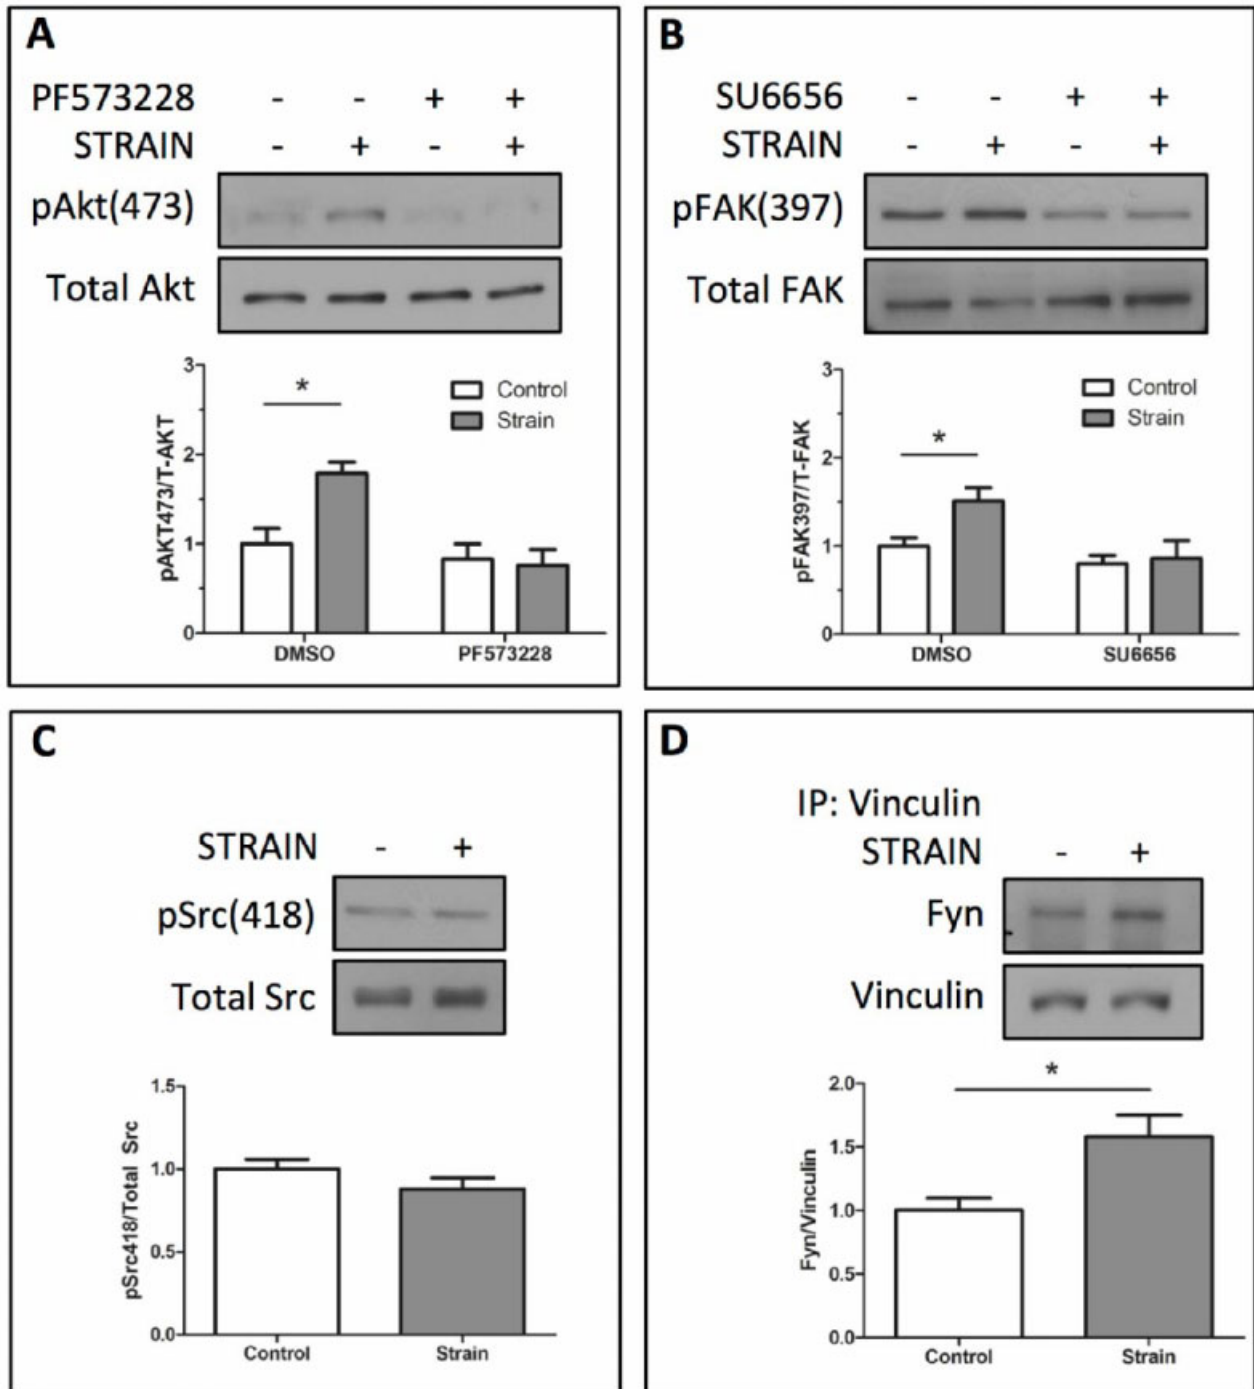 A
PF573228 - - + +
STRAIN - + - +
pAkt(473)
Total Akt
3
2
1
0
pAKT473/T-AKT
*
Control
Strain
DMSO PF573228
B
SU6656 - - + +
STRAIN - + - +
pFAK(397)
Total FAK
3
2
1
0
pFAK397/T-FAK
*
Control
Strain
DMSO SU6656
C
STRAIN - +
pSrc(418)
Total Src
1.5
1.0
0.5
0.0
pSrc418/Total Src
Control Strain
D
IP: Vinculin
STRAIN - +
Fyn
Vinculin
2.0
1.5
1.0
0.5
0.0
Fyn/Vinculin
*
Control Strain